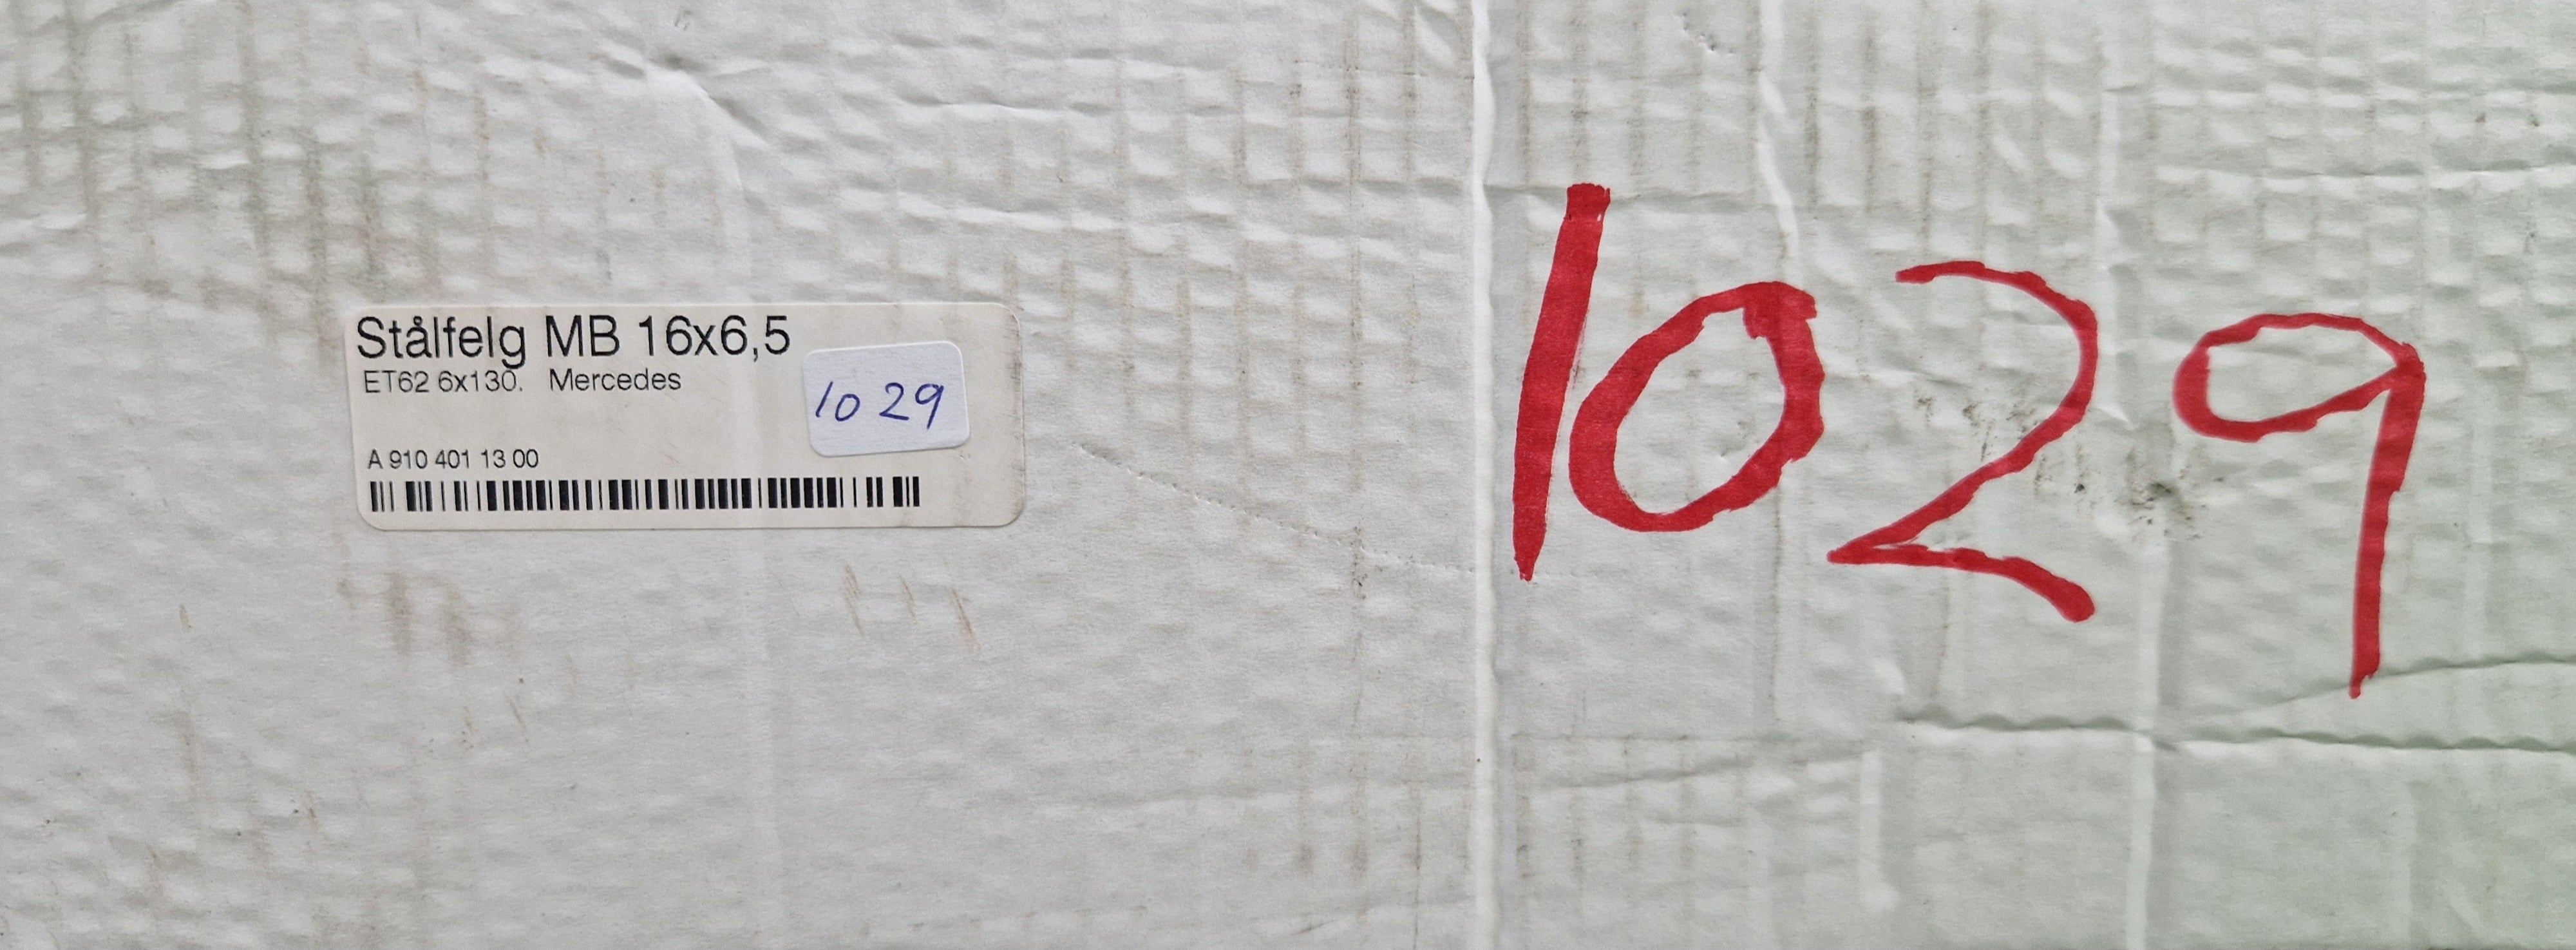 Stålfelg MB 16x6,5
ET62 6x130. Mercedes
1029
A 910 401 13 00
1029